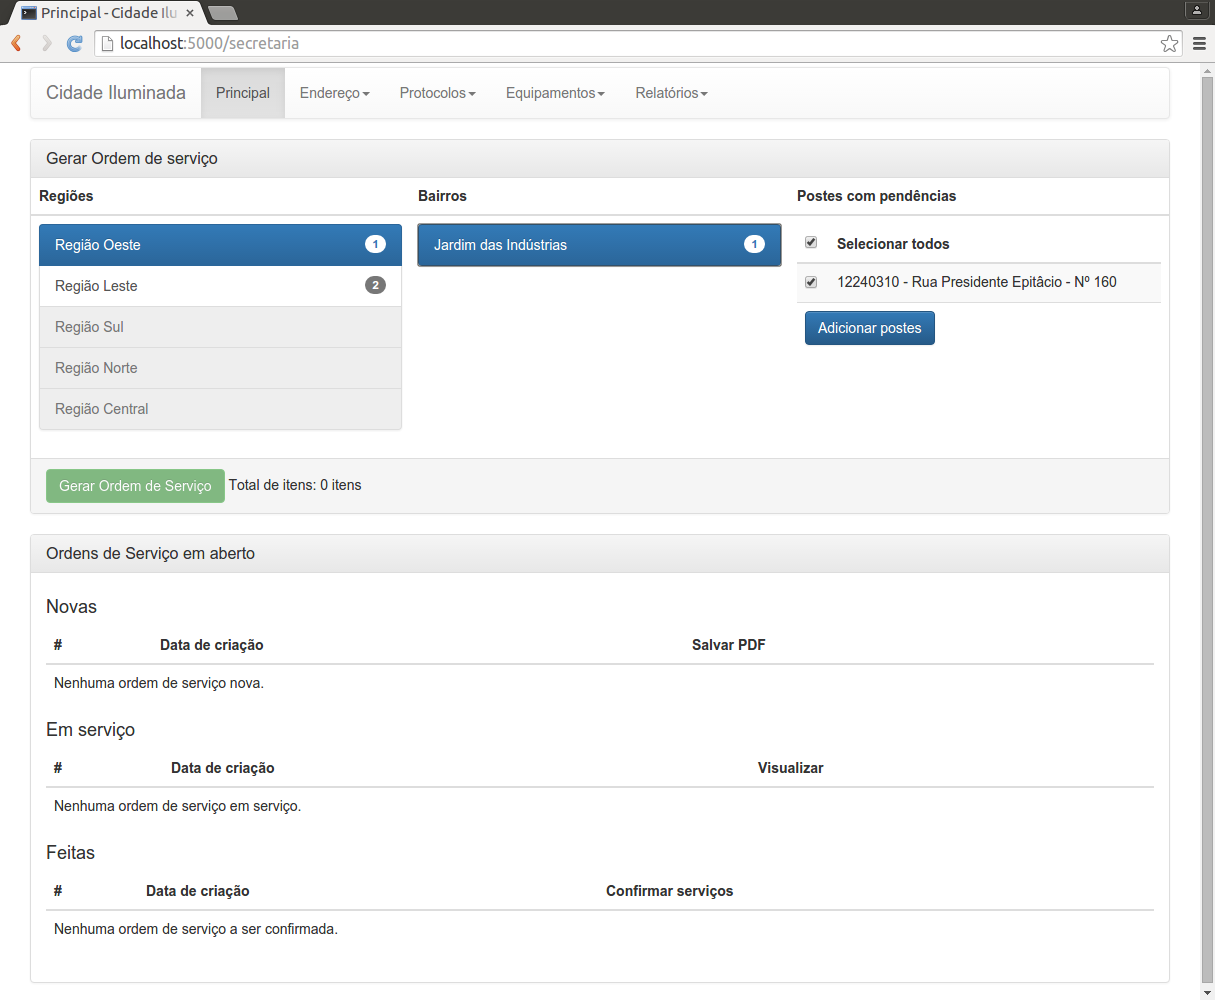 Principal - Cidade Ilu
localhost:5000/secretaria
Cidade Iluminada Principal Endereço Protocolos Equipamentos Relatórios
Gerar Ordem de serviço
Regiões Bairros Postes com pendências
Região Oeste 1 Jardim das Indústrias 1 Selecionar todos
Região Leste 2 12240310 - Rua Presidente Epitâcio - Nº 160
Região Sul Adicionar postes
Região Norte
Região Central
Gerar Ordem de Serviço Total de itens: 0 itens
Ordens de Serviço em aberto
Novas
# Data de criação Salvar PDF
Nenhuma ordem de serviço nova.
Em serviço
# Data de criação Visualizar
Nenhuma ordem de serviço em serviço.
Feitas
# Data de criação Confirmar serviços
Nenhuma ordem de serviço a ser confirmada.